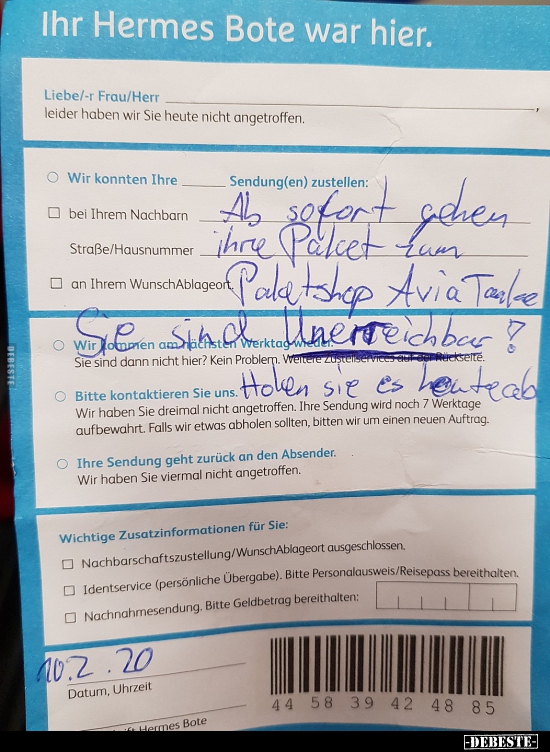 Ihr Hermes Bote war hier.
Liebe/-r Frau/Herr ,
leider haben wir Sie heute nicht angetroffen.
Wir konnten Ihre Sendung(en) zustellen:
bei Ihrem Nachbarn Ab sofort gehen
Straße/Hausnummer ihre Paket zum
an Ihrem WunschAblageort. Paketshop Avia Tanke
Sie sind Unerreichbar ?
Wir kommen am nächsten Werktag wieder.
Sie sind dann nicht hier? Kein Problem. Weitere Zustellservices auf der Rückseite.
Bitte kontaktieren Sie uns. Holen sie es heute ab
Wir haben Sie dreimal nicht angetroffen. Ihre Sendung wird noch 7 Werktage
aufbewahrt. Falls wir etwas abholen sollten, bitten wir um einen neuen Auftrag.
Ihre Sendung geht zurück an den Absender.
Wir haben Sie viermal nicht angetroffen.
Wichtige Zusatzinformationen für Sie:
Nachbarschaftszustellung/WunschAblageort ausgeschlossen.
Identservice (persönliche Übergabe). Bitte Personalausweis/Reisepass bereithalten.
Nachnahmesendung. Bitte Geldbetrag bereithalten:
10.2.20
Datum, Uhrzeit
44 58 39 42 48 85
Hermes Bote
DEBESTE
-DEBESTE-